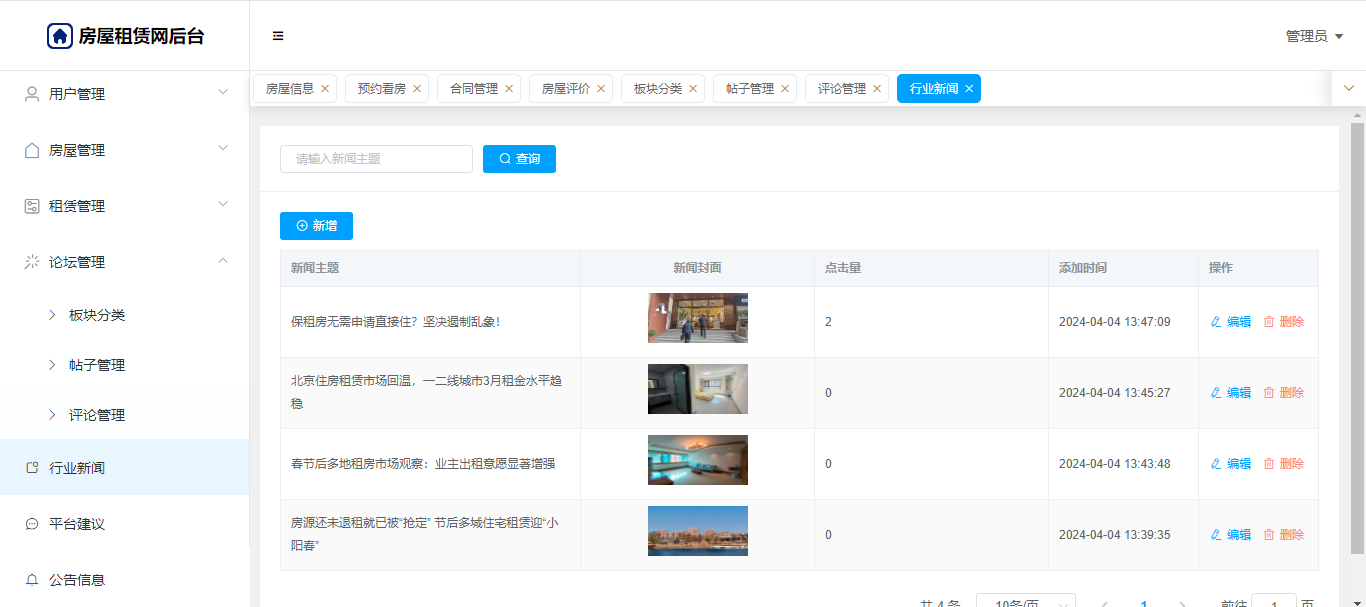 房屋租赁网后台
管理员
用户管理
房屋管理
租赁管理
论坛管理
板块分类
帖子管理
评论管理
行业新闻
平台建议
公告信息
房屋信息 预约看房 合同管理 房屋评价 板块分类 帖子管理 评论管理 行业新闻
请输入新闻主题 查询
新增
新闻主题 新闻封面 点击量 添加时间 操作
保租房无需申请直接住？坚决遏制乱象！ 2 2024-04-04 13:47:09 编辑 删除
北京住房租赁市场回温，一二线城市3月租金水平趋
稳 0 2024-04-04 13:45:27 编辑 删除
春节后多地租房市场观察：业主出租意愿显著增强 0 2024-04-04 13:43:48 编辑 删除
房源还未退租就已被“抢定” 节后多城住宅租赁迎“小
阳春” 0 2024-04-04 13:39:35 编辑 删除
共 4 条 10条/页 1 前往 1 页